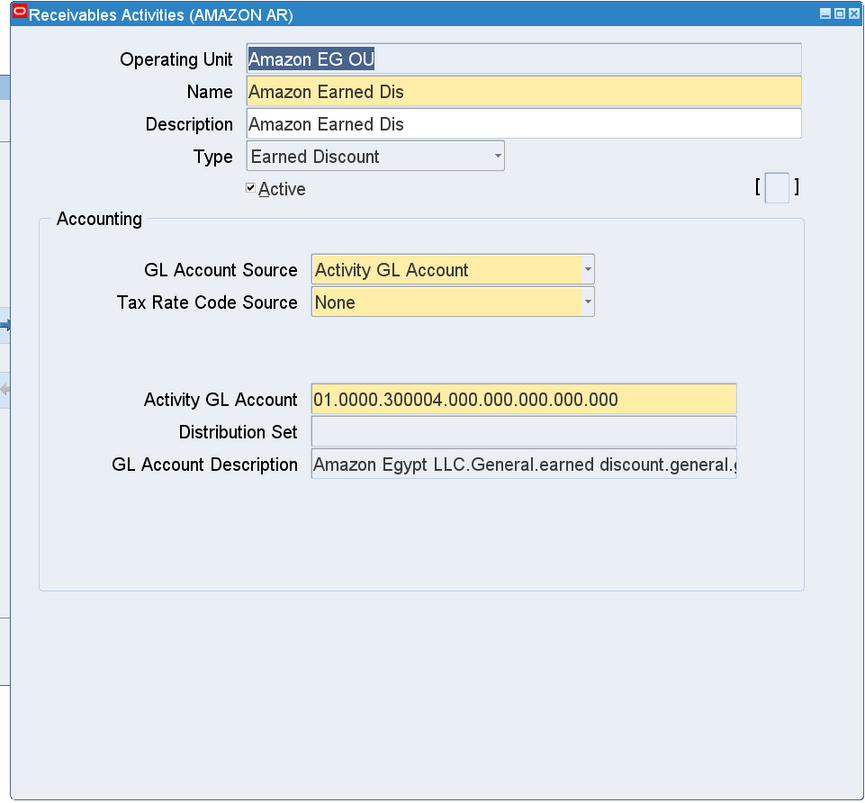 Receivables Activities (AMAZON AR)
Operating Unit Amazon EG OU
Name Amazon Earned Dis
Description Amazon Earned Dis
Type Earned Discount
Active [ ]
Accounting
GL Account Source Activity GL Account
Tax Rate Code Source None
Activity GL Account 01.0000.300004.000.000.000.000.000
Distribution Set
GL Account Description Amazon Egypt LLC.General.earned discount.general.